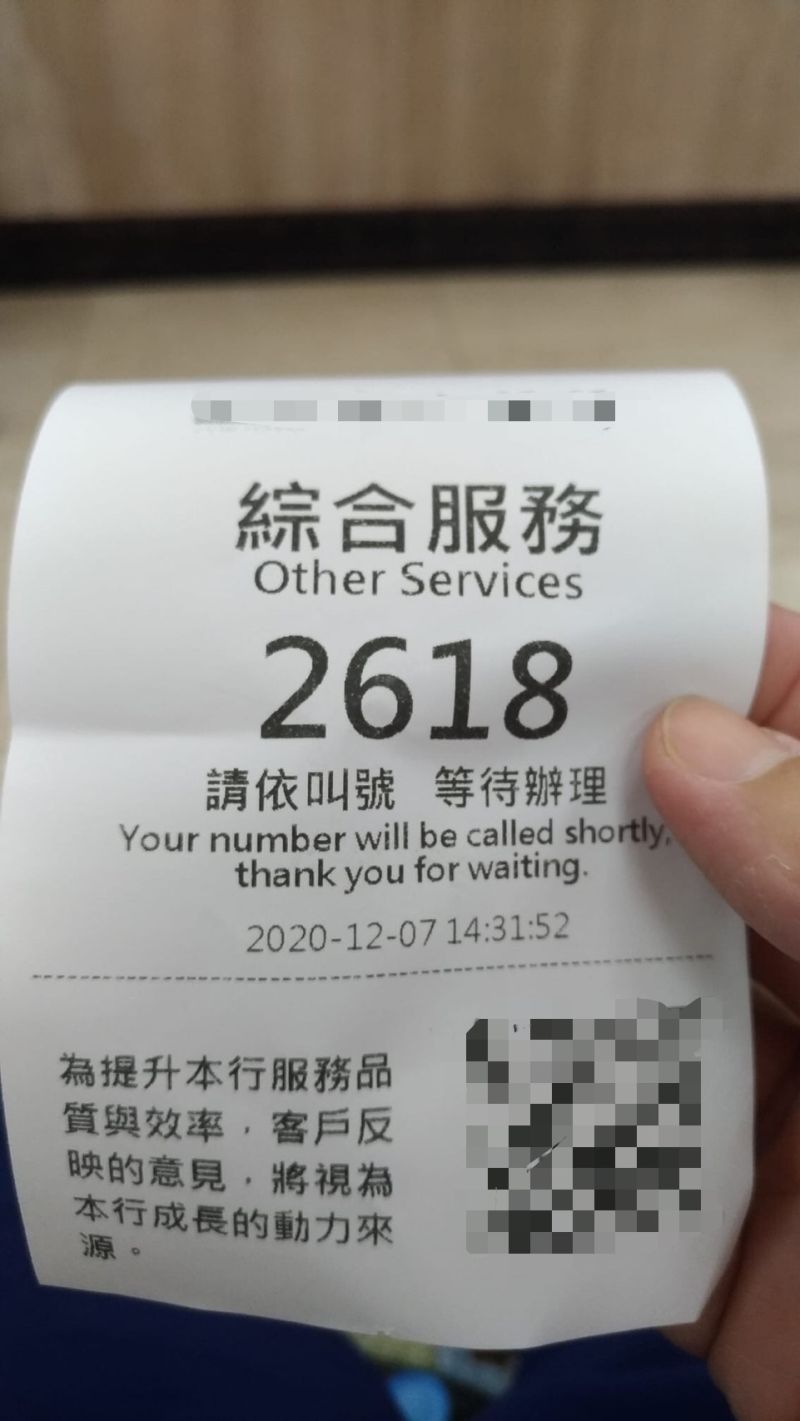 綜合服務
Other Services
2618
請依叫號 等待辦理
Your number will be called shortly,
thank you for waiting.
2020-12-07 14:31:52
為提升本行服務品
質與效率，客戶反
映的意見，將視為
本行成長的動力來
源。